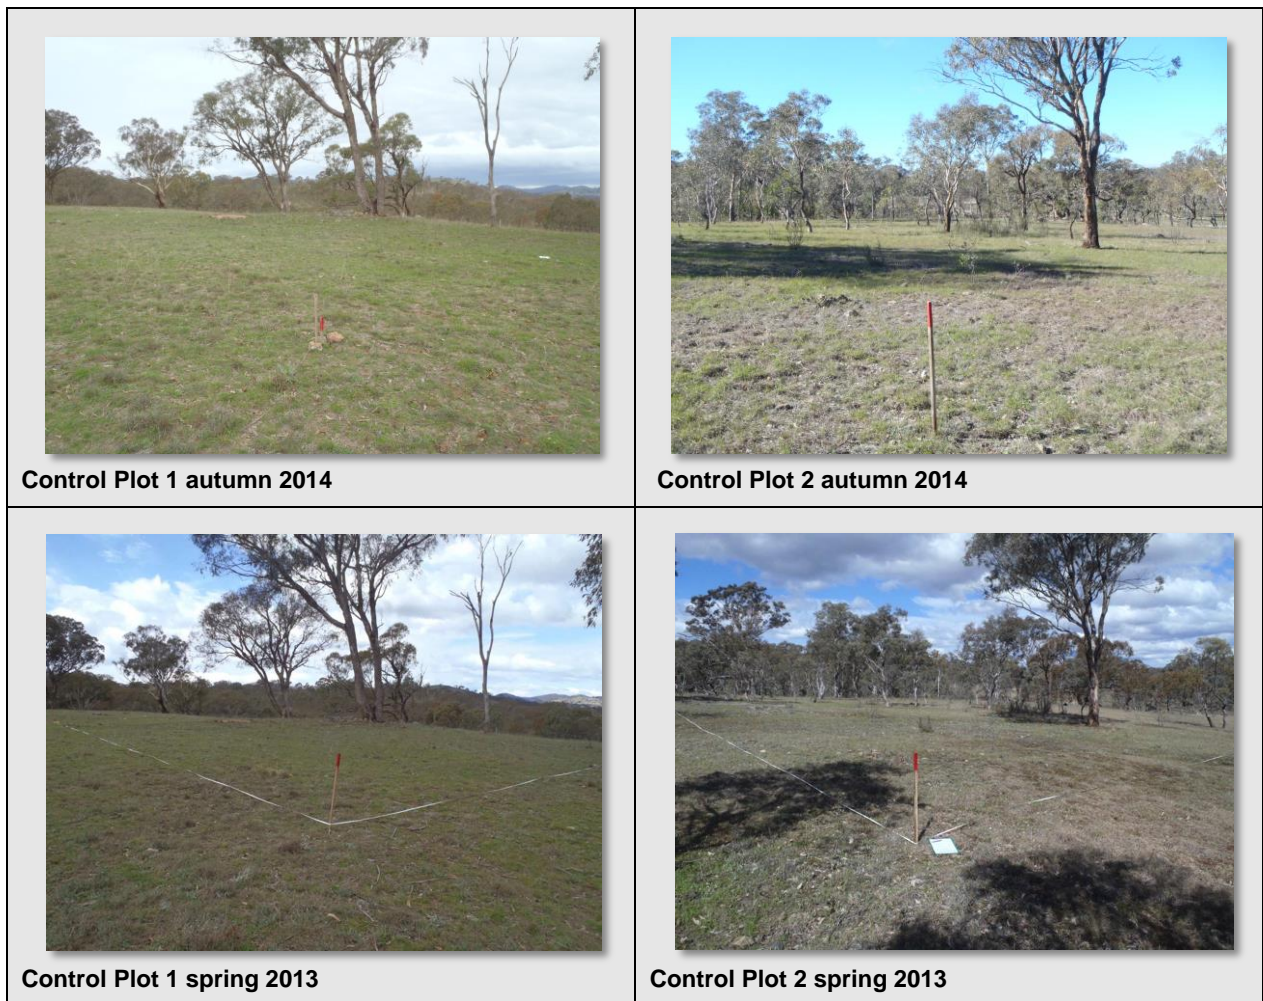 Control Plot 1 autumn 2014
Control Plot 2 autumn 2014
Control Plot 1 spring 2013
Control Plot 2 spring 2013